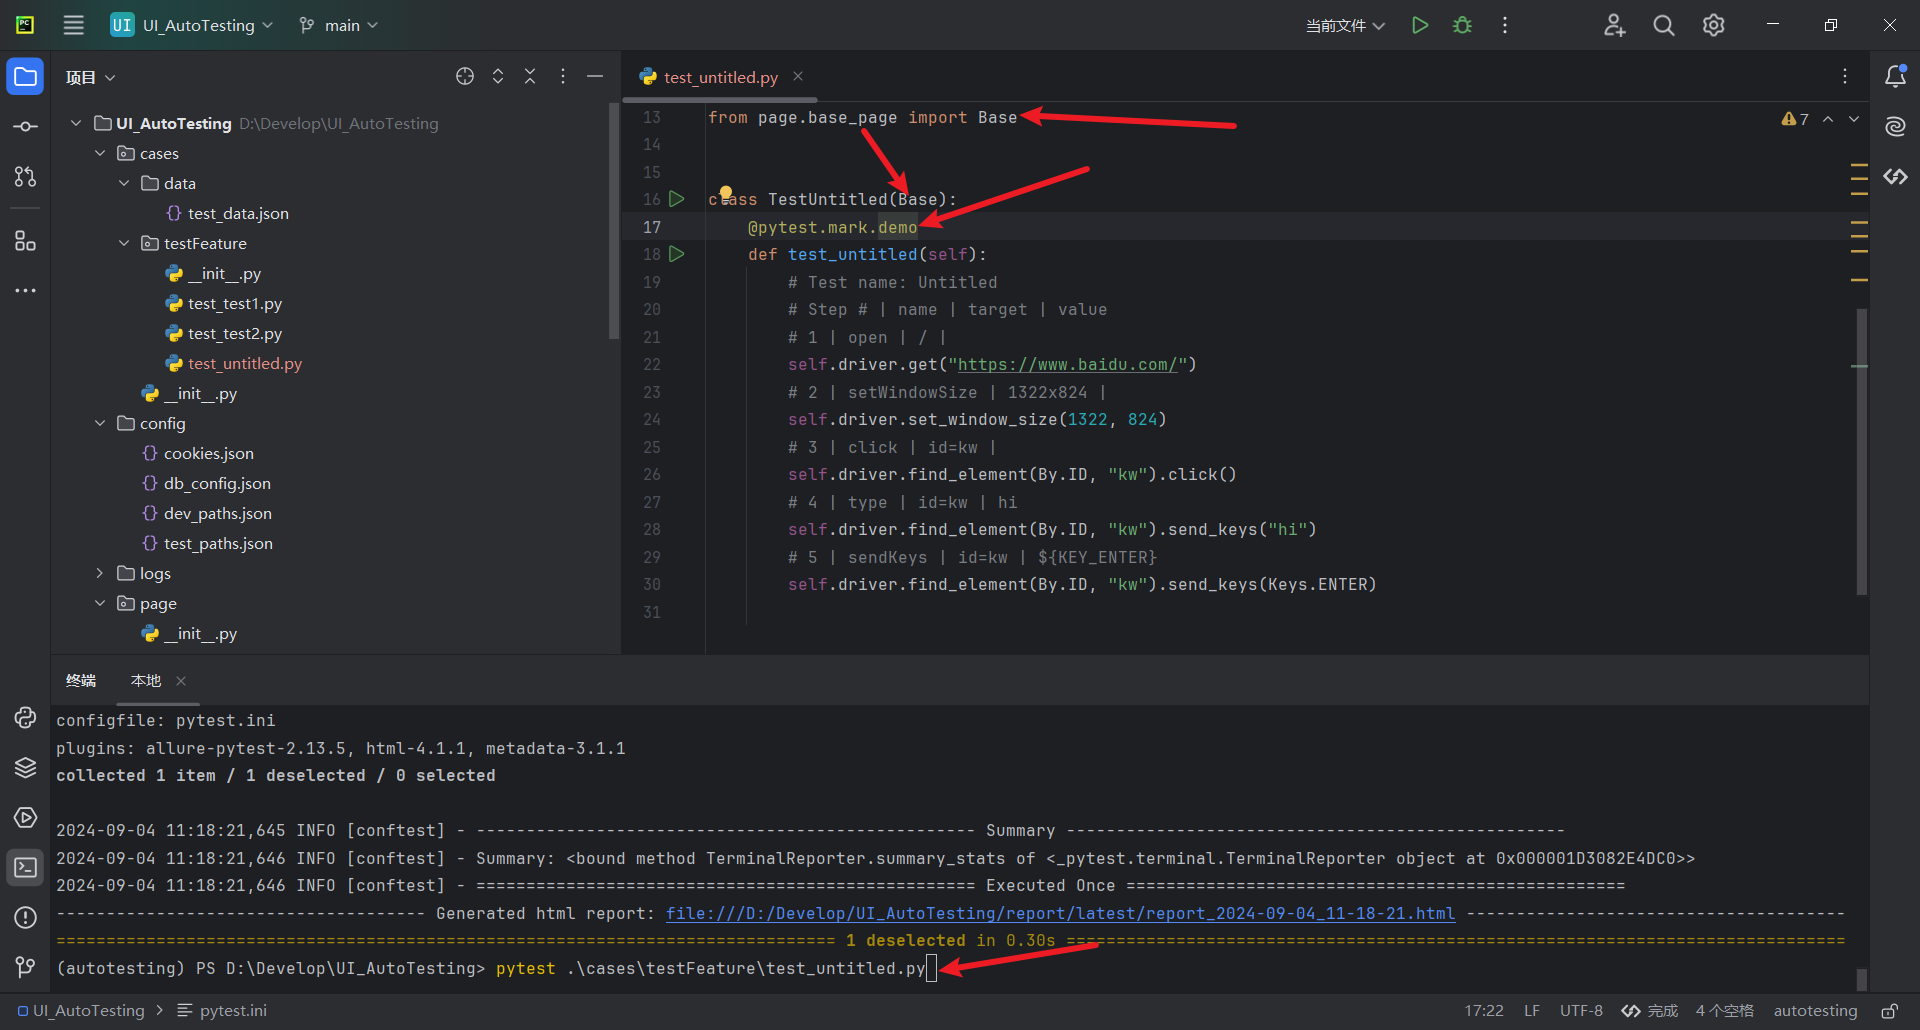 PC
UI UI_AutoTesting main 当前文件
项目
UI_AutoTesting D:\Develop\UI_AutoTesting
cases
data
test_data.json
testFeature
__init__.py
test_test1.py
test_test2.py
test_untitled.py
__init__.py
config
cookies.json
db_config.json
dev_paths.json
test_paths.json
logs
page
__init__.py
test_untitled.py
7
13 from page.base_page import Base
14
15
16 class TestUntitled(Base):
17 @pytest.mark.demo
18 def test_untitled(self):
19 # Test name: Untitled
20 # Step # | name | target | value
21 # 1 | open | / |
22 self.driver.get("https://www.baidu.com/")
23 # 2 | setWindowSize | 1322x824 |
24 self.driver.set_window_size(1322, 824)
25 # 3 | click | id=kw |
26 self.driver.find_element(By.ID, "kw").click()
27 # 4 | type | id=kw | hi
28 self.driver.find_element(By.ID, "kw").send_keys("hi")
29 # 5 | sendKeys | id=kw | ${KEY_ENTER}
30 self.driver.find_element(By.ID, "kw").send_keys(Keys.ENTER)
31
终端 本地
configfile: pytest.ini
plugins: allure-pytest-2.13.5, html-4.1.1, metadata-3.1.1
collected 1 item / 1 deselected / 0 selected
2024-09-04 11:18:21,645 INFO [conftest] - -------------------------------------------------- Summary --------------------------------------------------
2024-09-04 11:18:21,646 INFO [conftest] - Summary: <bound method TerminalReporter.summary_stats of <_pytest.terminal.TerminalReporter object at 0x000001D3082E4DC0>>
2024-09-04 11:18:21,646 INFO [conftest] - ================================================== Executed Once ==================================================
------------------------------------- Generated html report: file:///D:/Develop/UI_AutoTesting/report/latest/report_2024-09-04_11-18-21.html --------------------------------------
============================================================================== 1 deselected in 0.30s ==============================================================================
(autotesting) PS D:\Develop\UI_AutoTesting> pytest .\cases\testFeature\test_untitled.py
UI_AutoTesting pytest.ini 17:22 LF UTF-8 完成 4 个空格 autotesting